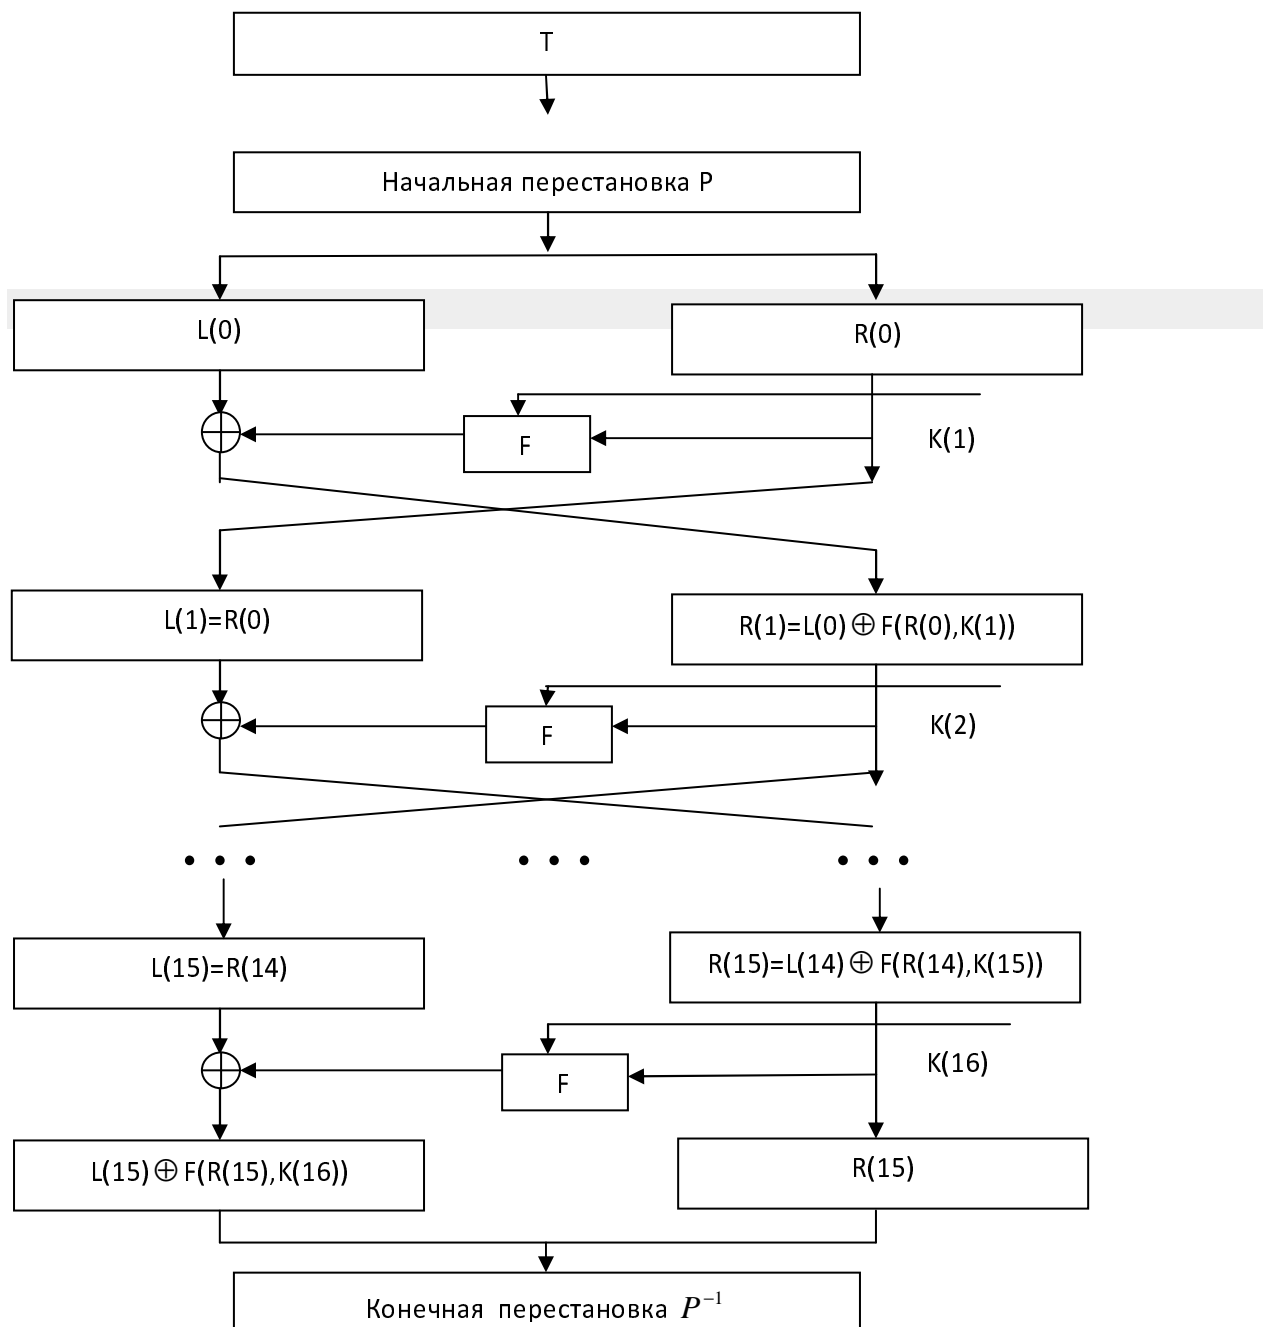 T
Начальная перестановка P
L(0)
R(0)
F
K(1)
L(1)=R(0)
R(1)=L(0)⊕F(R(0),K(1))
F
K(2)
• • •
• • •
• • •
L(15)=R(14)
R(15)=L(14)⊕F(R(14),K(15))
F
K(16)
L(15)⊕F(R(15),K(16))
R(15)
Конечная перестановка P⁻¹